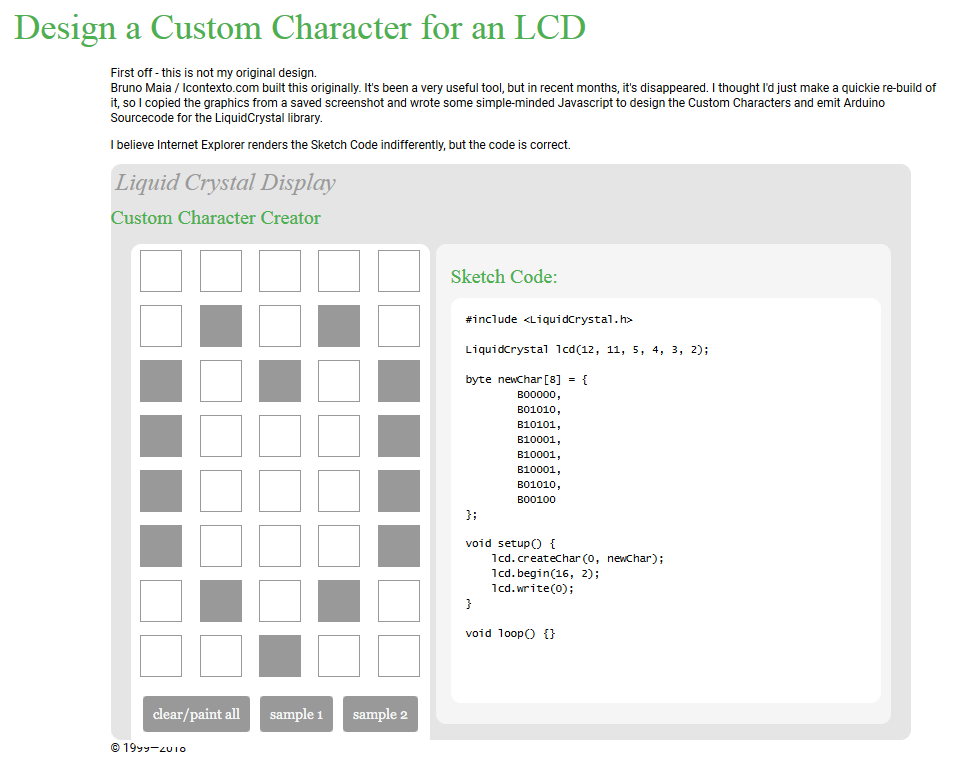 Design a Custom Character for an LCD
First off - this is not my original design.
Bruno Maia / Icontexto.com built this originally. It's been a very useful tool, but in recent months, it's disappeared. I thought I'd just make a quickie re-build of
it, so I copied the graphics from a saved screenshot and wrote some simple-minded Javascript to design the Custom Characters and emit Arduino
Sourcecode for the LiquidCrystal library.
I believe Internet Explorer renders the Sketch Code indifferently, but the code is correct.
Liquid Crystal Display
Custom Character Creator
Sketch Code:
#include <LiquidCrystal.h>
LiquidCrystal lcd(12, 11, 5, 4, 3, 2);
byte newChar[8] = {
B00000,
B01010,
B10101,
B10001,
B10001,
B10001,
B01010,
B00100
};
void setup() {
lcd.createChar(0, newChar);
lcd.begin(16, 2);
lcd.write(0);
}
void loop() {}
clear/paint all
sample 1
sample 2
© 1999—2018